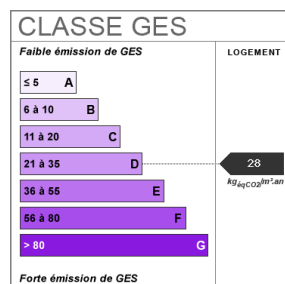 CLASSE GES
Faible émission de GES
LOGEMENT
≤ 5 A
6 à 10 B
11 à 20 C
21 à 35 D
28
kgéqCO2/m².an
36 à 55 E
56 à 80 F
> 80 G
Forte émission de GES